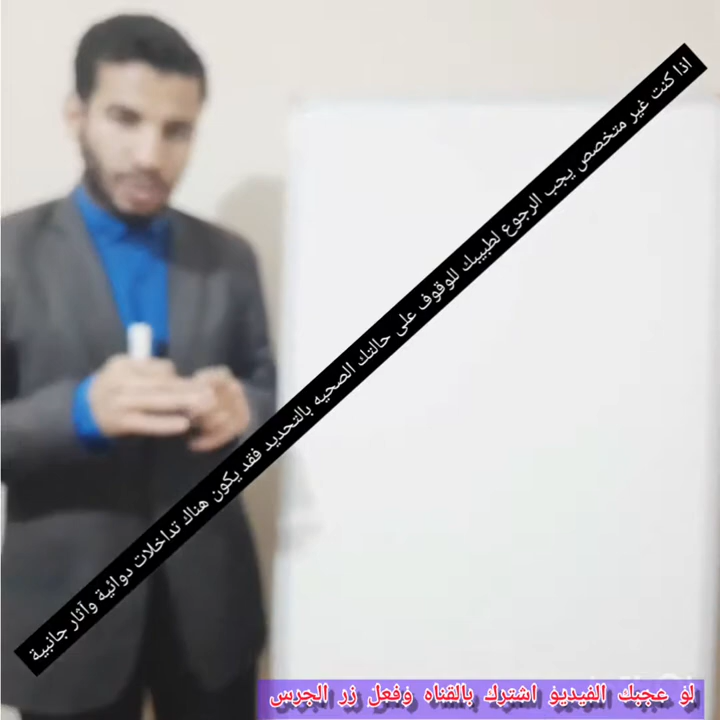 اذا كنت غير متخصص يجب الرجوع لطبيبك للوقوف على حالتك الصحيه بالتحديد فقد يكون هناك تداخلات دوائية وآثار جانبية
لو عجبك الفيديو اشترك بالقناه وفعل زر الجرس